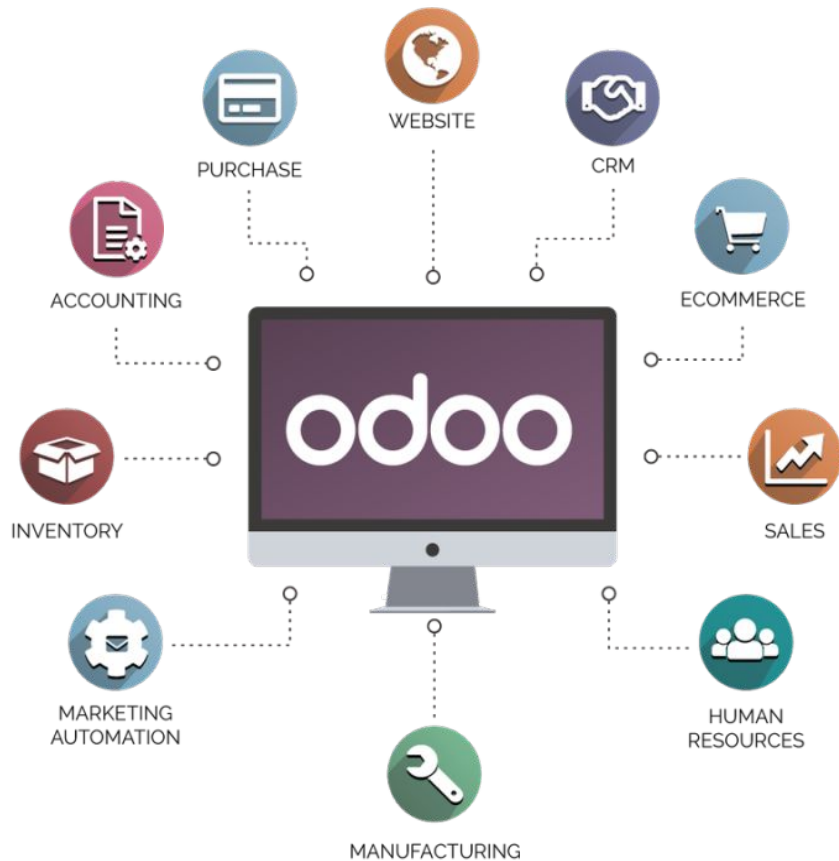 WEBSITE
PURCHASE
CRM
ACCOUNTING
ECOMMERCE
odoo
INVENTORY
SALES
MARKETING
AUTOMATION
HUMAN
RESOURCES
MANUFACTURING